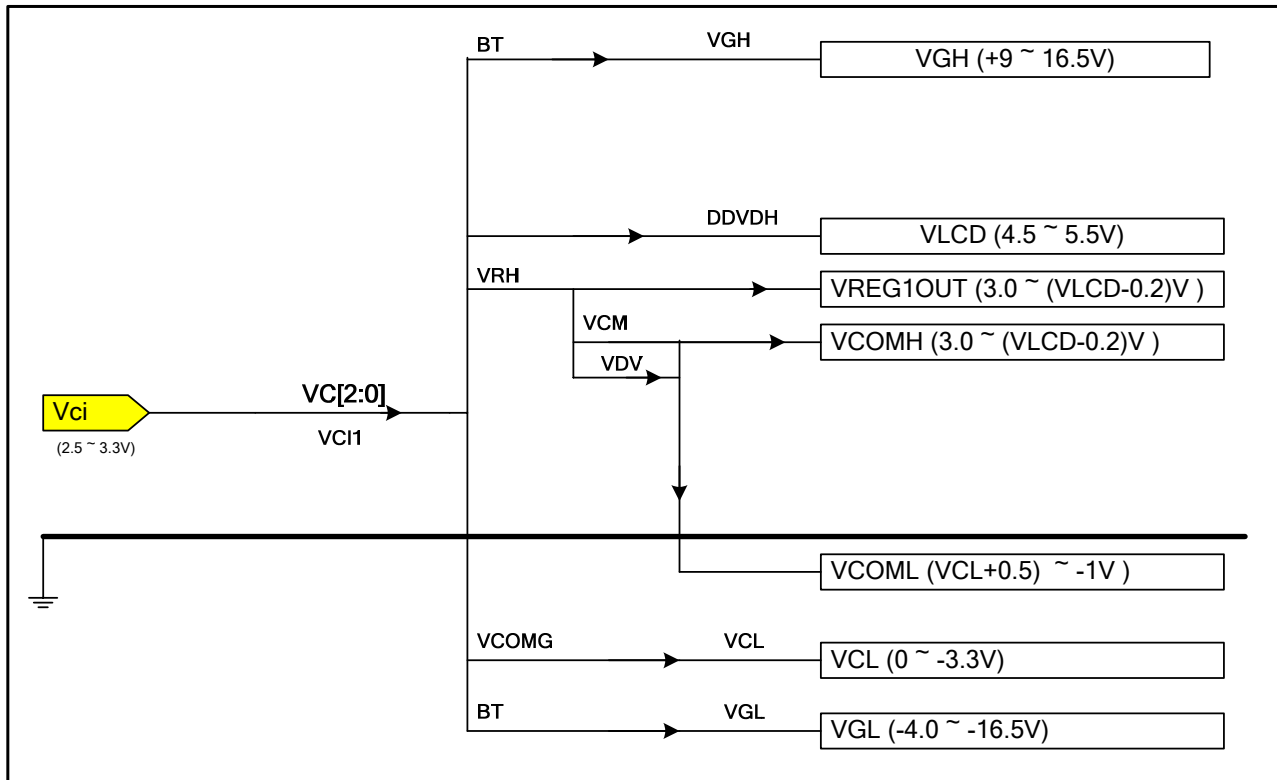 BT
VGH
VGH (+9 ~ 16.5V)
DDVDH
VLCD (4.5 ~ 5.5V)
VRH
VREG1OUT (3.0 ~ (VLCD-0.2)V )
VCM
VCOMH (3.0 ~ (VLCD-0.2)V )
VDV
Vci
VC[2:0]
(2.5 ~ 3.3V)
VCI1
VCOML (VCL+0.5) ~ -1V )
VCOMG
VCL
VCL (0 ~ -3.3V)
BT
VGL
VGL (-4.0 ~ -16.5V)